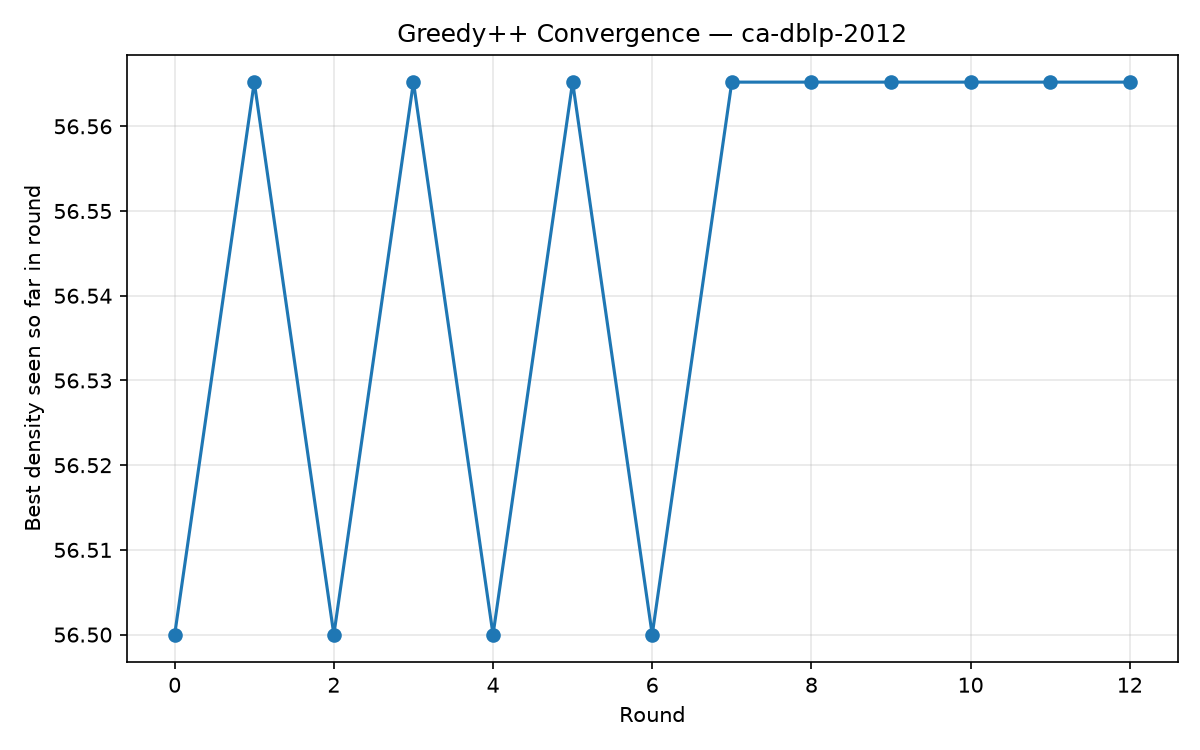 Greedy++ Convergence — ca-dblp-2012
Best density seen so far in round
56.56
56.55
56.54
56.53
56.52
56.51
56.50
0 2 4 6 8 10 12
Round